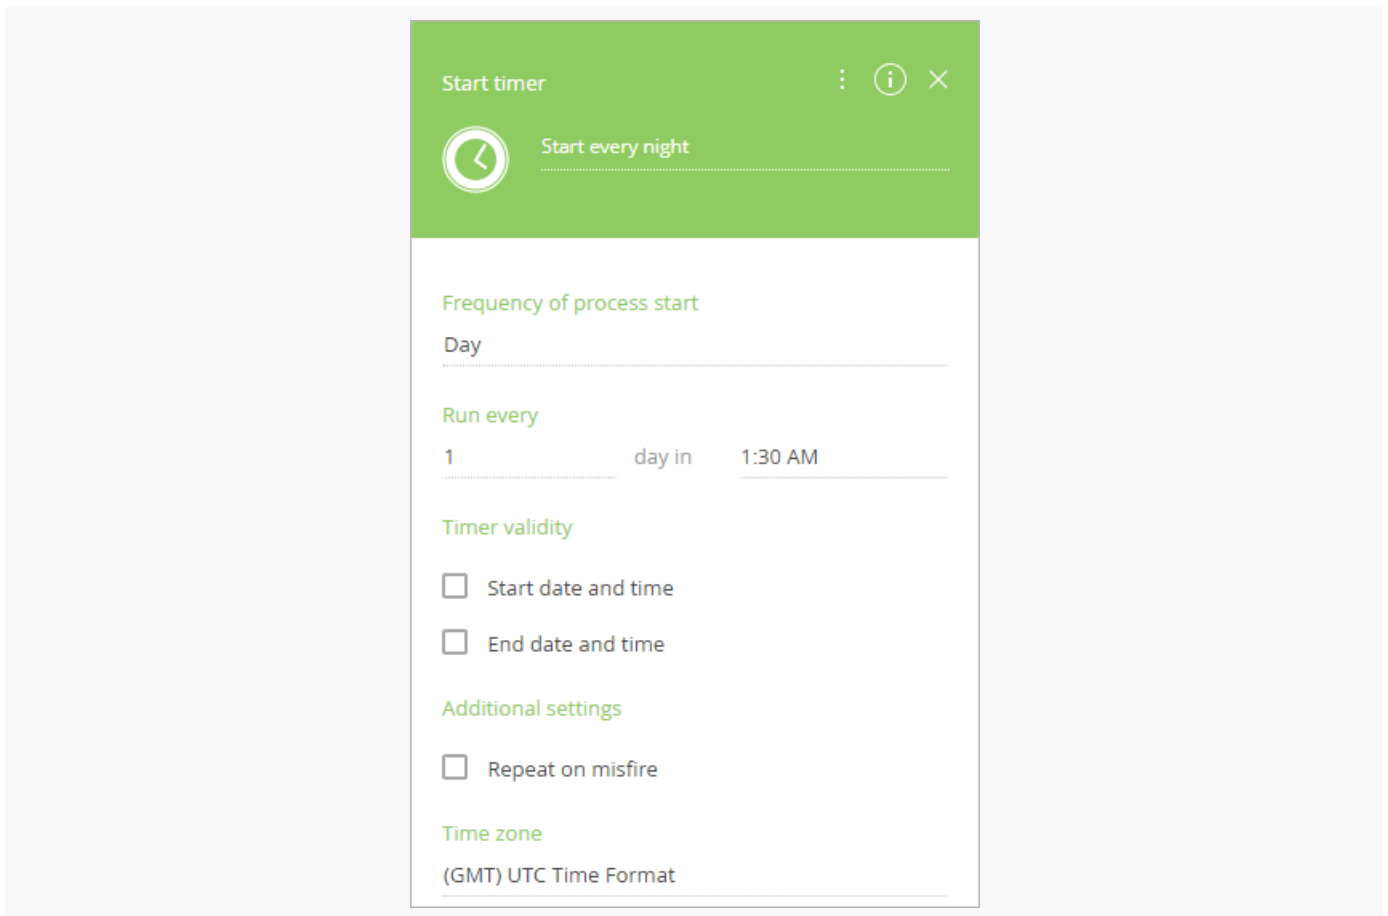 Start timer
Start every night
Frequency of process start
Day
Run every
1 day in 1:30 AM
Timer validity
Start date and time
End date and time
Additional settings
Repeat on misfire
Time zone
(GMT) UTC Time Format